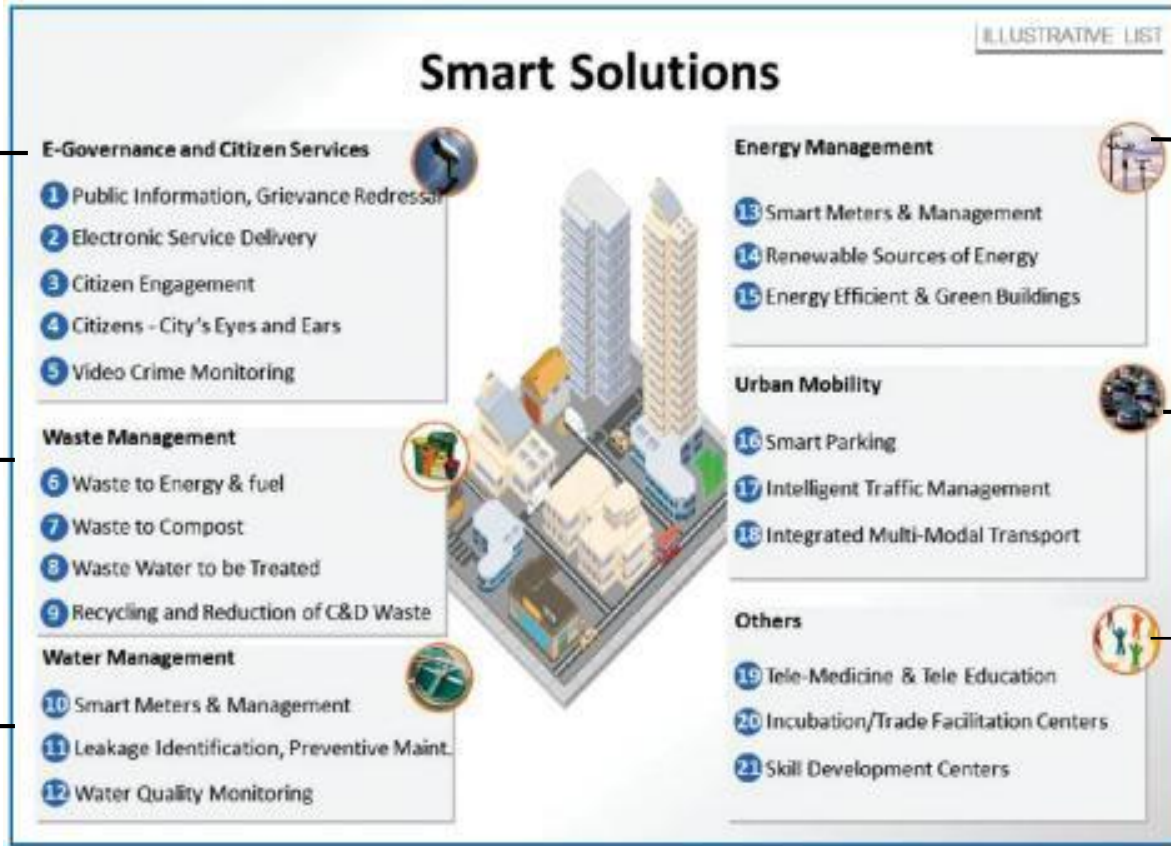 ILLUSTRATIVE LIST
Smart Solutions
E-Governance and Citizen Services
1 Public Information, Grievance Redressal
2 Electronic Service Delivery
3 Citizen Engagement
4 Citizens - City's Eyes and Ears
5 Video Crime Monitoring
Waste Management
6 Waste to Energy & fuel
7 Waste to Compost
8 Waste Water to be Treated
9 Recycling and Reduction of C&D Waste
Water Management
10 Smart Meters & Management
11 Leakage Identification, Preventive Maint.
12 Water Quality Monitoring
Energy Management
13 Smart Meters & Management
14 Renewable Sources of Energy
15 Energy Efficient & Green Buildings
Urban Mobility
16 Smart Parking
17 Intelligent Traffic Management
18 Integrated Multi-Modal Transport
Others
19 Tele-Medicine & Tele Education
20 Incubation/Trade Facilitation Centers
21 Skill Development Centers